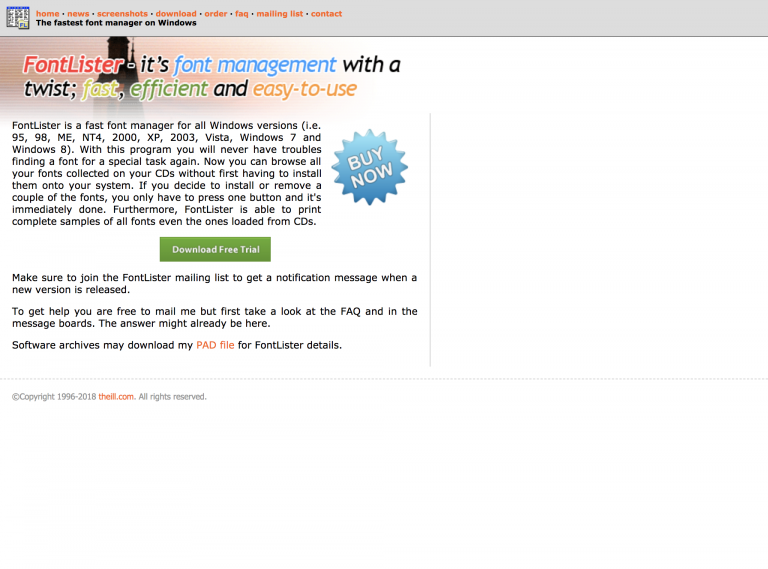 home · news · screenshots · download · order · faq · mailing list · contact
The fastest font manager on Windows
FontLister - it's font management with a
twist; fast, efficient and easy-to-use
FontLister is a fast font manager for all Windows versions (i.e.
95, 98, ME, NT4, 2000, XP, 2003, Vista, Windows 7 and
Windows 8). With this program you will never have troubles
finding a font for a special task again. Now you can browse all
your fonts collected on your CDs without first having to install
them onto your system. If you decide to install or remove a
couple of the fonts, you only have to press one button and it's
immediately done. Furthermore, FontLister is able to print
complete samples of all fonts even the ones loaded from CDs.
BUY
NOW
Download Free Trial
Make sure to join the FontLister mailing list to get a notification message when a
new version is released.
To get help you are free to mail me but first take a look at the FAQ and in the
message boards. The answer might already be here.
Software archives may download my PAD file for FontLister details.
©Copyright 1996-2018 theill.com. All rights reserved.